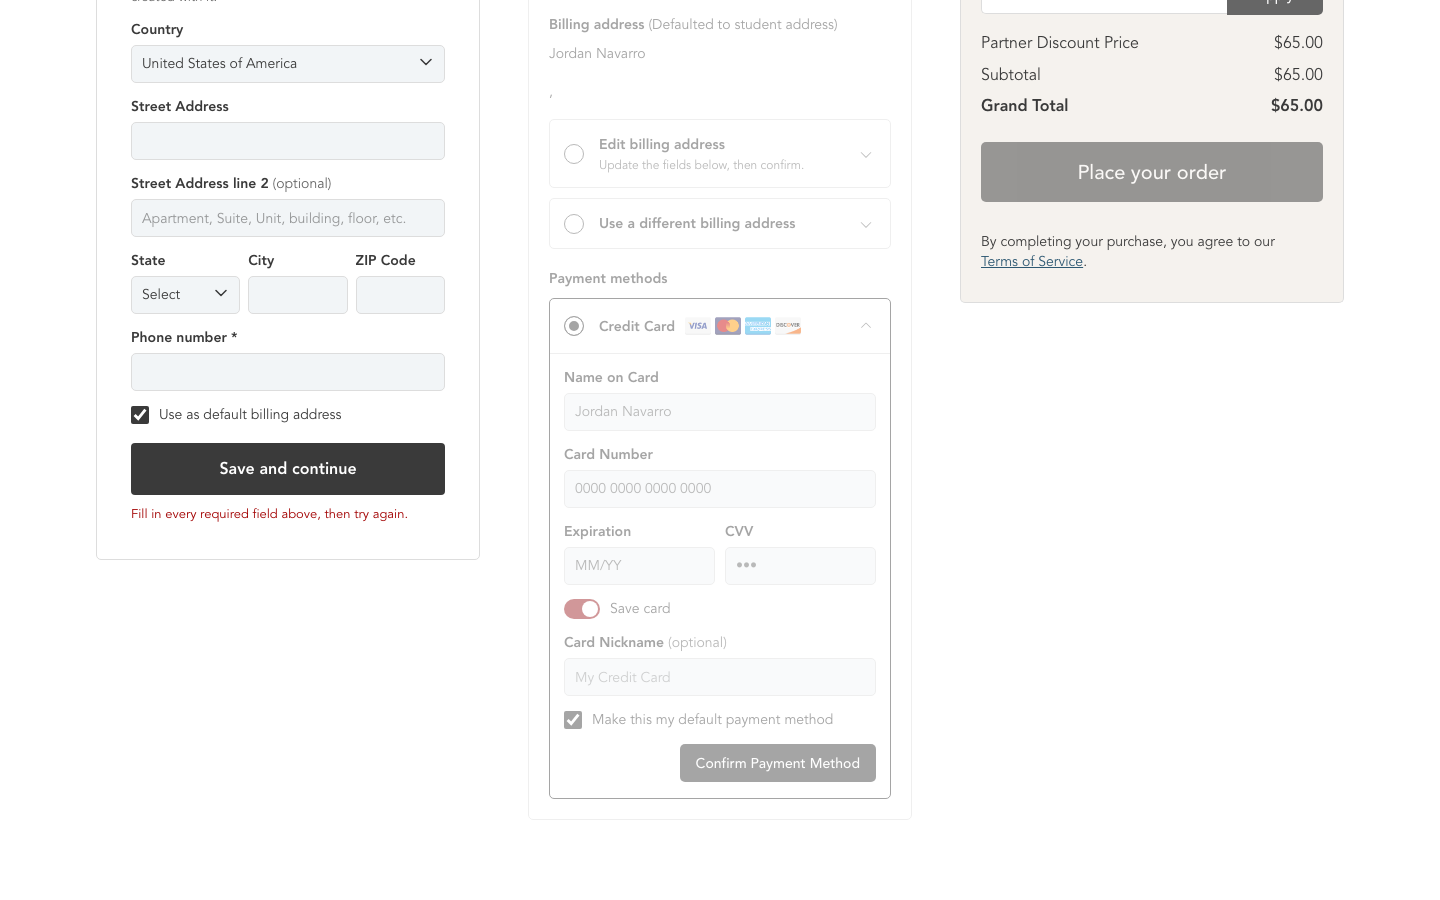 Country
United States of America
Street Address
Street Address line 2 (optional)
Apartment, Suite, Unit, building, floor, etc.
State City ZIP Code
Select
Phone number *
Use as default billing address
Save and continue
Fill in every required field above, then try again.
Billing address (Defaulted to student address)
Jordan Navarro
,
Edit billing address
Update the fields below, then confirm.
Use a different billing address
Payment methods
Credit Card VISA DISCOVER
Name on Card
Jordan Navarro
Card Number
0000 0000 0000 0000
Expiration CVV
MM/YY •••
Save card
Card Nickname (optional)
My Credit Card
Make this my default payment method
Confirm Payment Method
Partner Discount Price $65.00
Subtotal $65.00
Grand Total $65.00
Place your order
By completing your purchase, you agree to our
Terms of Service.